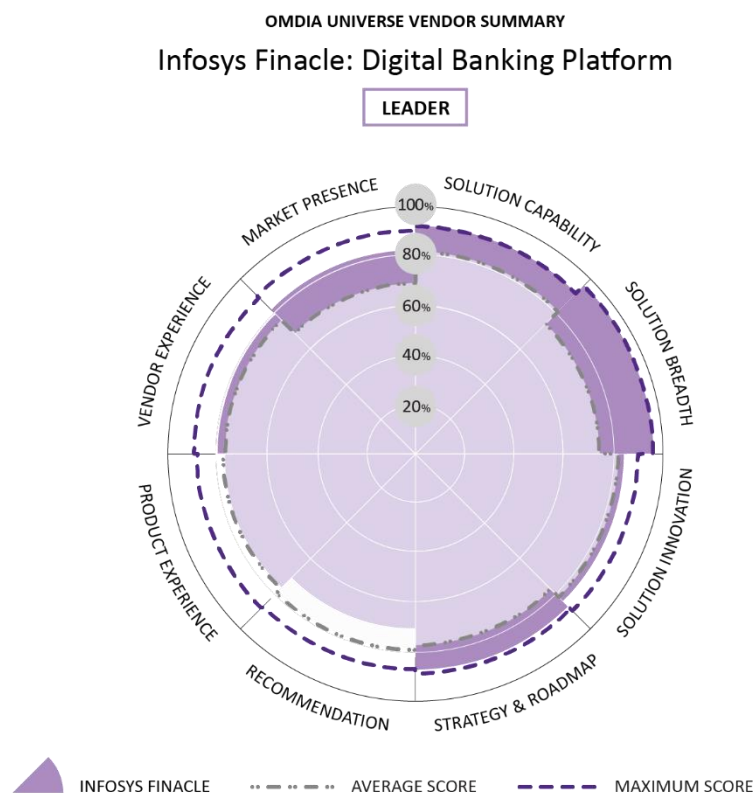 OMDIA UNIVERSE VENDOR SUMMARY
Infosys Finacle: Digital Banking Platform
LEADER
MARKET PRESENCE
SOLUTION CAPABILITY
100%
80%
60%
40%
20%
VENDOR EXPERIENCE
SOLUTION BREADTH
PRODUCT EXPERIENCE
SOLUTION INNOVATION
RECOMMENDATION
STRATEGY & ROADMAP
INFOSYS FINACLE
AVERAGE SCORE
MAXIMUM SCORE